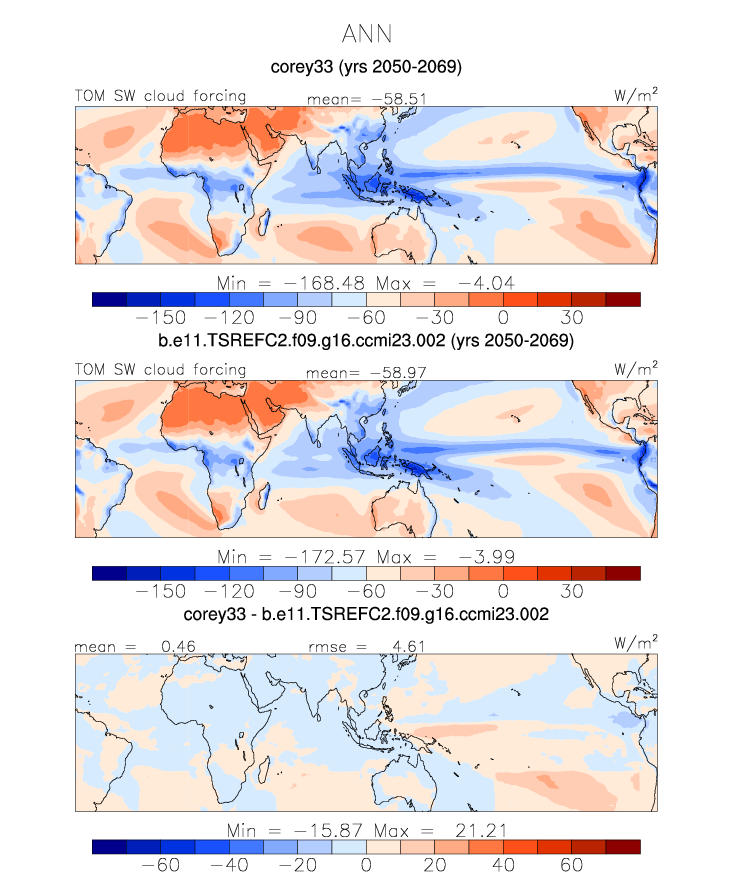 ANN
corey33 (yrs 2050-2069)
TOM SW cloud forcing mean= −58.51 W/m²
Min = −168.48 Max = −4.04
−150 −120 −90 −60 −30 0 30
b.e11.TSREFC2.f09.g16.ccmi23.002 (yrs 2050-2069)
TOM SW cloud forcing mean= −58.97 W/m²
Min = −172.57 Max = −3.99
−150 −120 −90 −60 −30 0 30
corey33 - b.e11.TSREFC2.f09.g16.ccmi23.002
mean = 0.46 rmse = 4.61 W/m²
Min = −15.87 Max = 21.21
−60 −40 −20 0 20 40 60